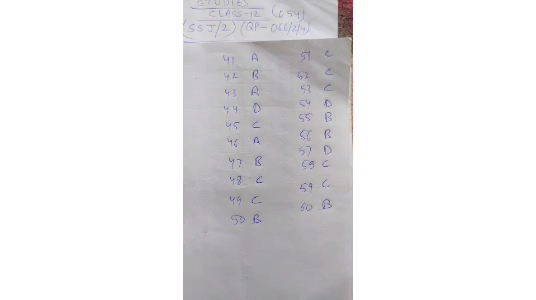 STUDIES
CLASS-12 (054)
(SSJ/2) (QP-066/2/4)
41 A
42 B
43 A
44 D
45 C
46 A
47 B
48 C
49 C
50 B
51 C
52 C
53 C
54 D
55 B
56 B
57 D
58 C
59 C
60 B